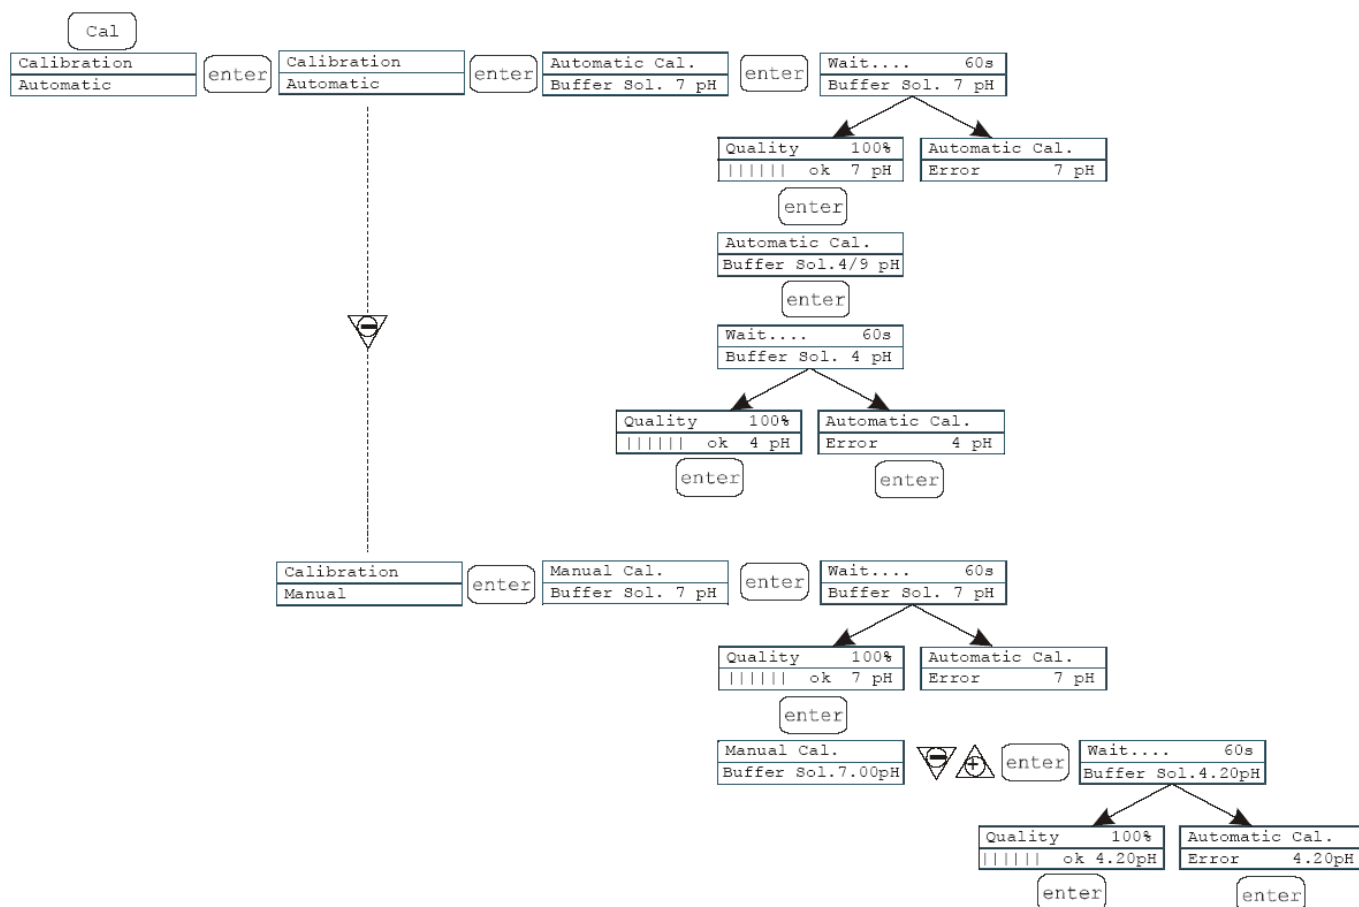 Cal
Calibration
Automatic
enter
Calibration
Automatic
enter
Automatic Cal.
Buffer Sol. 7 pH
enter
Wait.... 60s
Buffer Sol. 7 pH
Quality 100%
|||||| ok 7 pH
Automatic Cal.
Error 7 pH
enter
Automatic Cal.
Buffer Sol.4/9 pH
enter
Wait.... 60s
Buffer Sol. 4 pH
Quality 100%
|||||| ok 4 pH
Automatic Cal.
Error 4 pH
enter
enter
Calibration
Manual
enter
Manual Cal.
Buffer Sol. 7 pH
enter
Wait.... 60s
Buffer Sol. 7 pH
Quality 100%
|||||| ok 7 pH
Automatic Cal.
Error 7 pH
enter
Manual Cal.
Buffer Sol.7.00pH
enter
Wait.... 60s
Buffer Sol.4.20pH
Quality 100%
|||||| ok 4.20pH
Automatic Cal.
Error 4.20pH
enter
enter